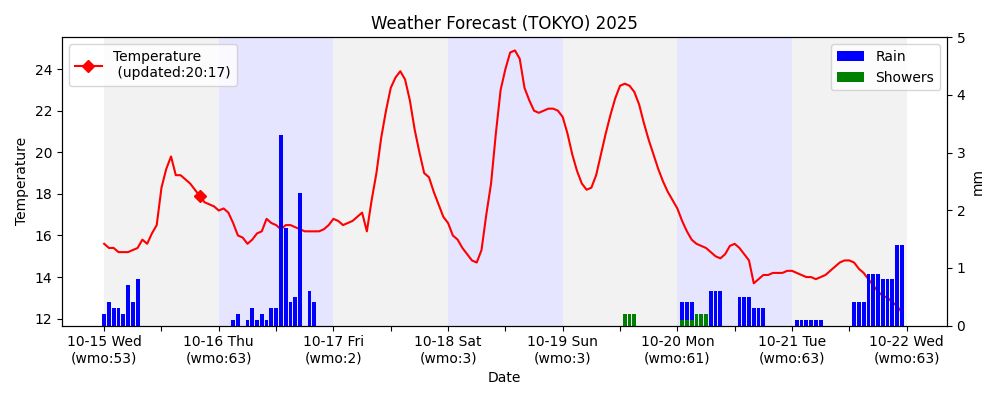 Weather Forecast (TOKYO) 2025
Temperature
(updated:20:17)
Rain
Showers
Temperature
24
22
20
18
16
14
12
5
4
3
2
1
0
mm
10-15 Wed 10-16 Thu 10-17 Fri 10-18 Sat 10-19 Sun 10-20 Mon 10-21 Tue 10-22 Wed
(wmo:53) (wmo:63) (wmo:2) (wmo:3) (wmo:3) (wmo:61) (wmo:63) (wmo:63)
Date